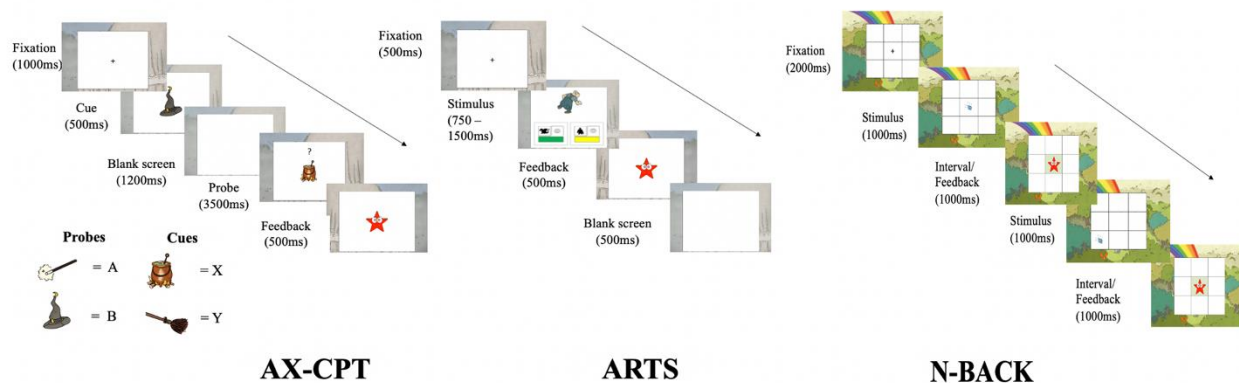 Fixation
(1000ms)
Cue
(500ms)
Blank screen
(1200ms)
Probe
(3500ms)
?
Feedback
(500ms)
Probes
Cues
= A
= X
= B
= Y
AX-CPT
Fixation
(500ms)
Stimulus
(750 –
1500ms)
Feedback
(500ms)
Blank screen
(500ms)
ARTS
Fixation
(2000ms)
Stimulus
(1000ms)
Interval/
Feedback
(1000ms)
Stimulus
(1000ms)
Interval/
Feedback
(1000ms)
N-BACK